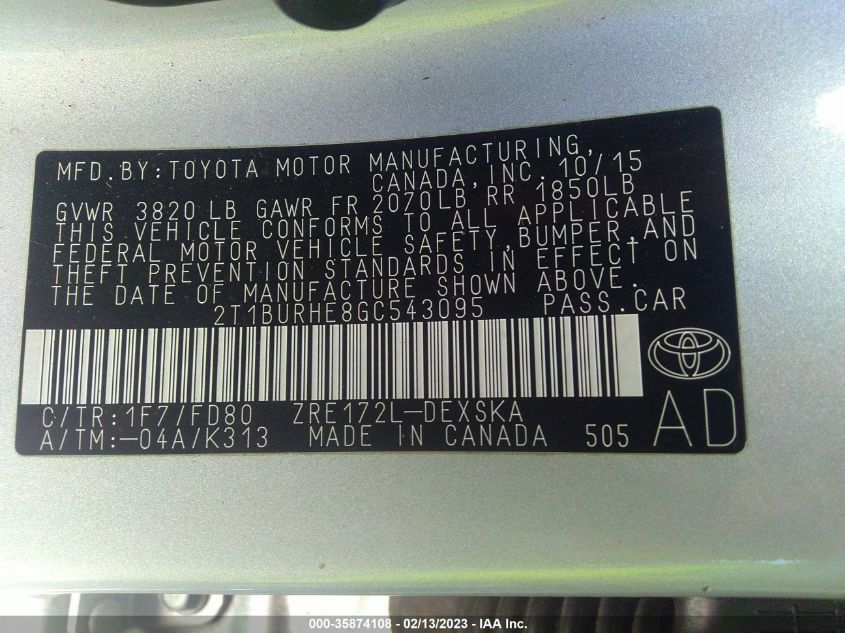 MFD.BY:TOYOTA MOTOR MANUFACTURING,
CANADA,INC. 10/15
GVWR 3820 LB GAWR FR 2070LB RR 1850LB
THIS VEHICLE CONFORMS TO ALL APPLICABLE
FEDERAL MOTOR VEHICLE SAFETY,BUMPER,AND
THEFT PREVENTION STANDARDS IN EFFECT ON
THE DATE OF MANUFACTURE SHOWN ABOVE.
2T1BURHE8GC543095 PASS.CAR
C/TR:1F7/FD80 ZRE172L-DEXSKA
A/TM:-04A/K313 MADE IN CANADA 505 AD
000-35874108 - 02/13/2023 - IAA Inc.